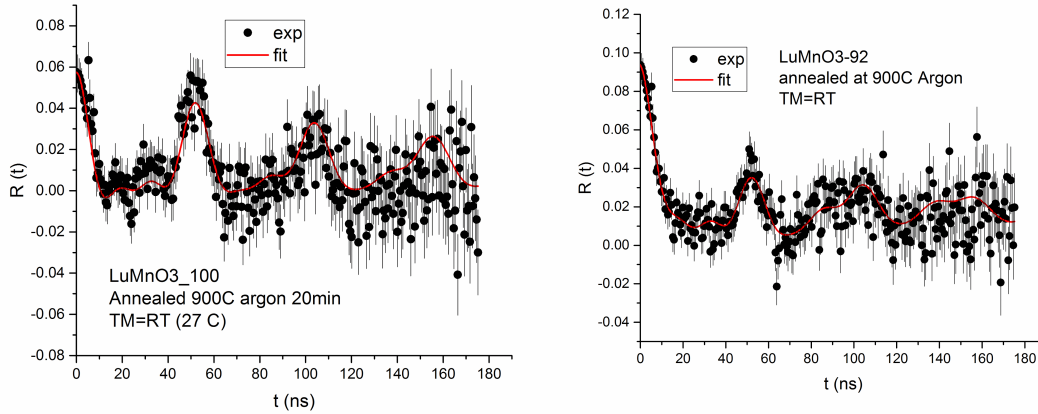 0.08
0.06
0.04
0.02
0.00
-0.02
-0.04
-0.06
-0.08
R (t)
exp
fit
LuMnO3_100
Annealed 900C argon 20min
TM=RT (27 C)
0 20 40 60 80 100 120 140 160 180
t (ns)
0.12
0.10
0.08
0.06
0.04
0.02
0.00
-0.02
-0.04
R (t)
exp
fit
LuMnO3-92
annealed at 900C Argon
TM=RT
0 20 40 60 80 100 120 140 160 180
t (ns)